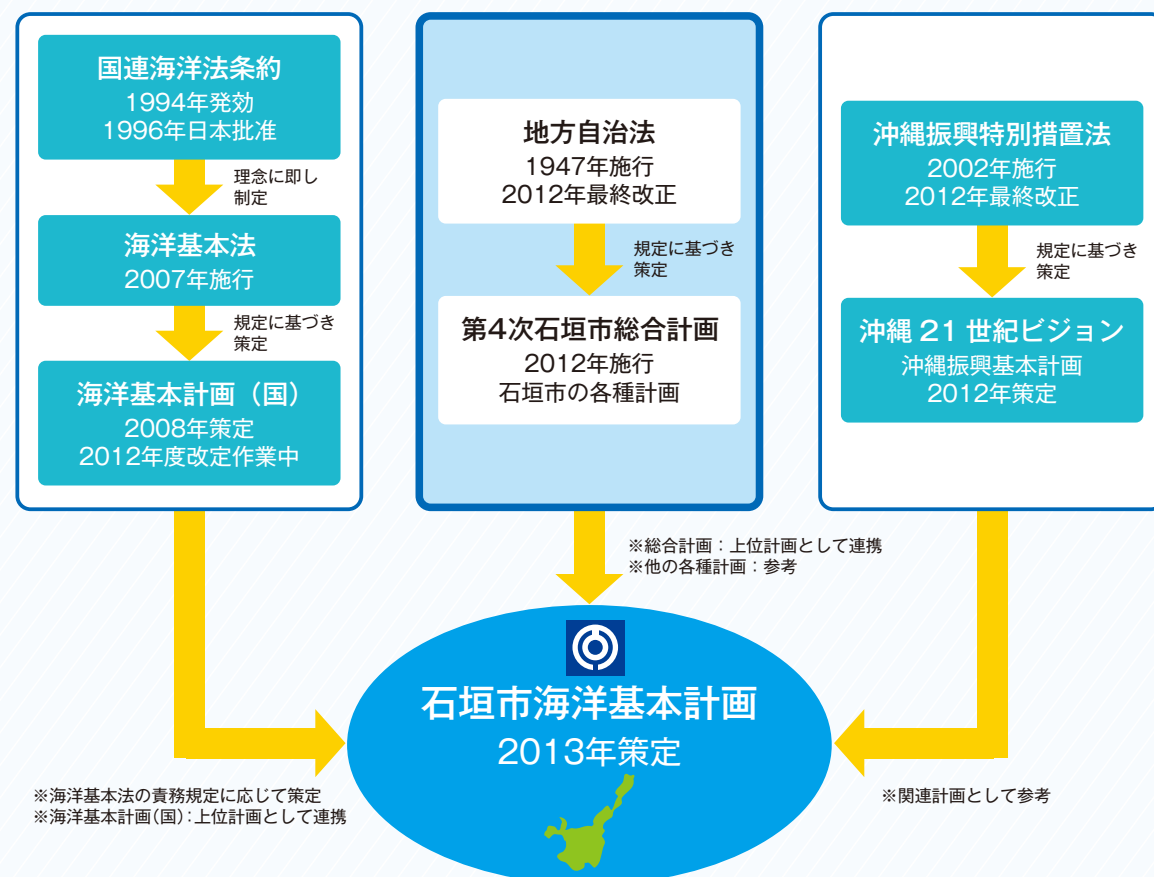 国連海洋法条約
1994年発効
1996年日本批准
理念に即し
制定
海洋基本法
2007年施行
規定に基づき
策定
海洋基本計画（国）
2008年策定
2012年度改定作業中
地方自治法
1947年施行
2012年最終改正
規定に基づき
策定
第4次石垣市総合計画
2012年施行
石垣市の各種計画
沖縄振興特別措置法
2002年施行
2012年最終改正
規定に基づき
策定
沖縄 21 世紀ビジョン
沖縄振興基本計画
2012年策定
※総合計画：上位計画として連携
※他の各種計画：参考
石垣市海洋基本計画
2013年策定
※海洋基本法の責務規定に応じて策定
※海洋基本計画(国)：上位計画として連携
※関連計画として参考